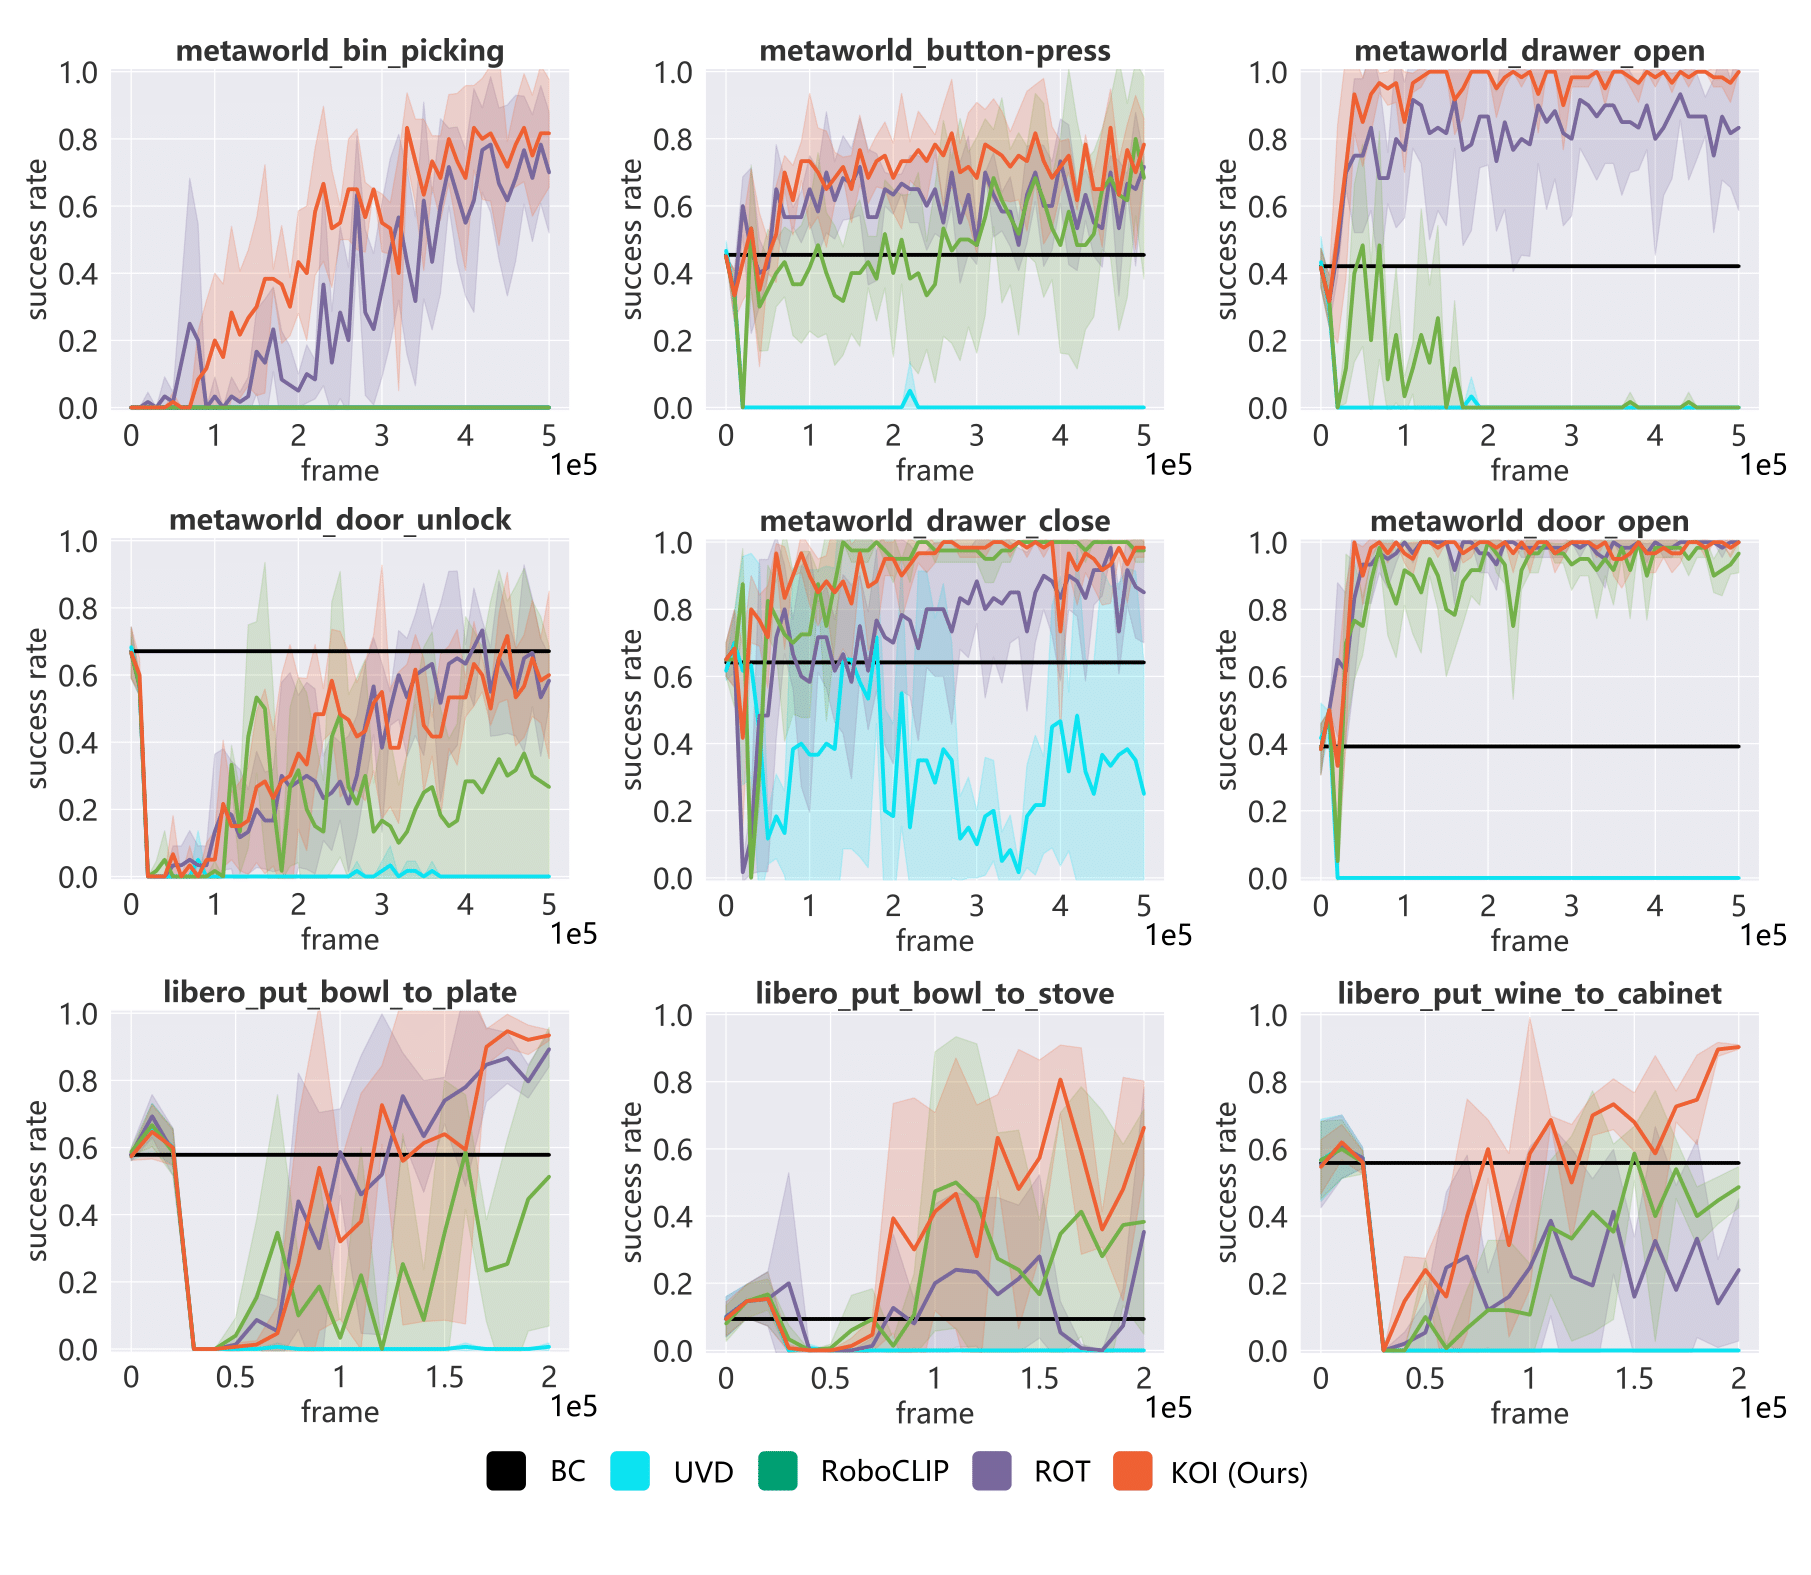 metaworld_bin_picking
1.0
0.8
0.6
0.4
0.2
0.0
success rate
0 1 2 3 4 5
frame
1e5
metaworld_button-press
1.0
0.8
0.6
0.4
0.2
0.0
success rate
0 1 2 3 4 5
frame
1e5
metaworld_drawer_open
1.0
0.8
0.6
0.4
0.2
0.0
success rate
0 1 2 3 4 5
frame
1e5
metaworld_door_unlock
1.0
0.8
0.6
0.4
0.2
0.0
success rate
0 1 2 3 4 5
frame
1e5
metaworld_drawer_close
1.0
0.8
0.6
0.4
0.2
0.0
success rate
0 1 2 3 4 5
frame
1e5
metaworld_door_open
1.0
0.8
0.6
0.4
0.2
0.0
success rate
0 1 2 3 4 5
frame
1e5
libero_put_bowl_to_plate
1.0
0.8
0.6
0.4
0.2
0.0
success rate
0 0.5 1 1.5 2
frame
1e5
libero_put_bowl_to_stove
1.0
0.8
0.6
0.4
0.2
0.0
success rate
0 0.5 1 1.5 2
frame
1e5
libero_put_wine_to_cabinet
1.0
0.8
0.6
0.4
0.2
0.0
success rate
0 0.5 1 1.5 2
frame
1e5
BC UVD RoboCLIP ROT KOI (Ours)